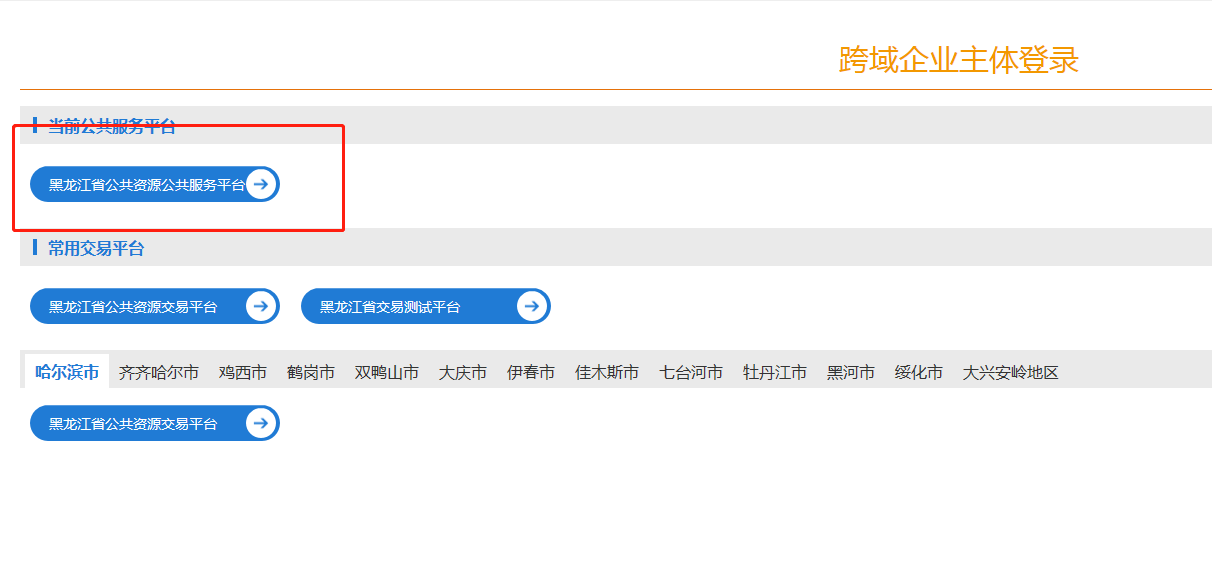 跨域企业主体登录
当前公共服务平台
黑龙江省公共资源公共服务平台
常用交易平台
黑龙江省公共资源交易平台 黑龙江省交易测试平台
哈尔滨市 齐齐哈尔市 鸡西市 鹤岗市 双鸭山市 大庆市 伊春市 佳木斯市 七台河市 牡丹江市 黑河市 绥化市 大兴安岭地区
黑龙江省公共资源交易平台